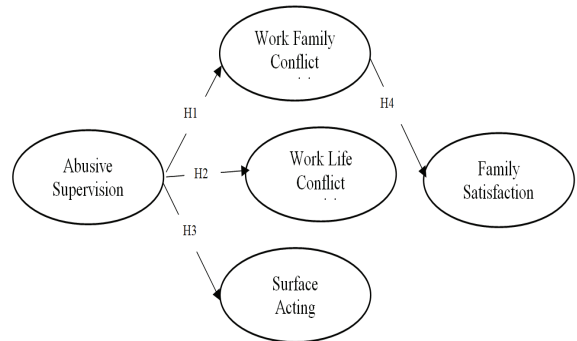 Work Family
Conflict
H1
H4
Abusive
Supervision
H2
Work Life
Conflict
Family
Satisfaction
H3
Surface
Acting